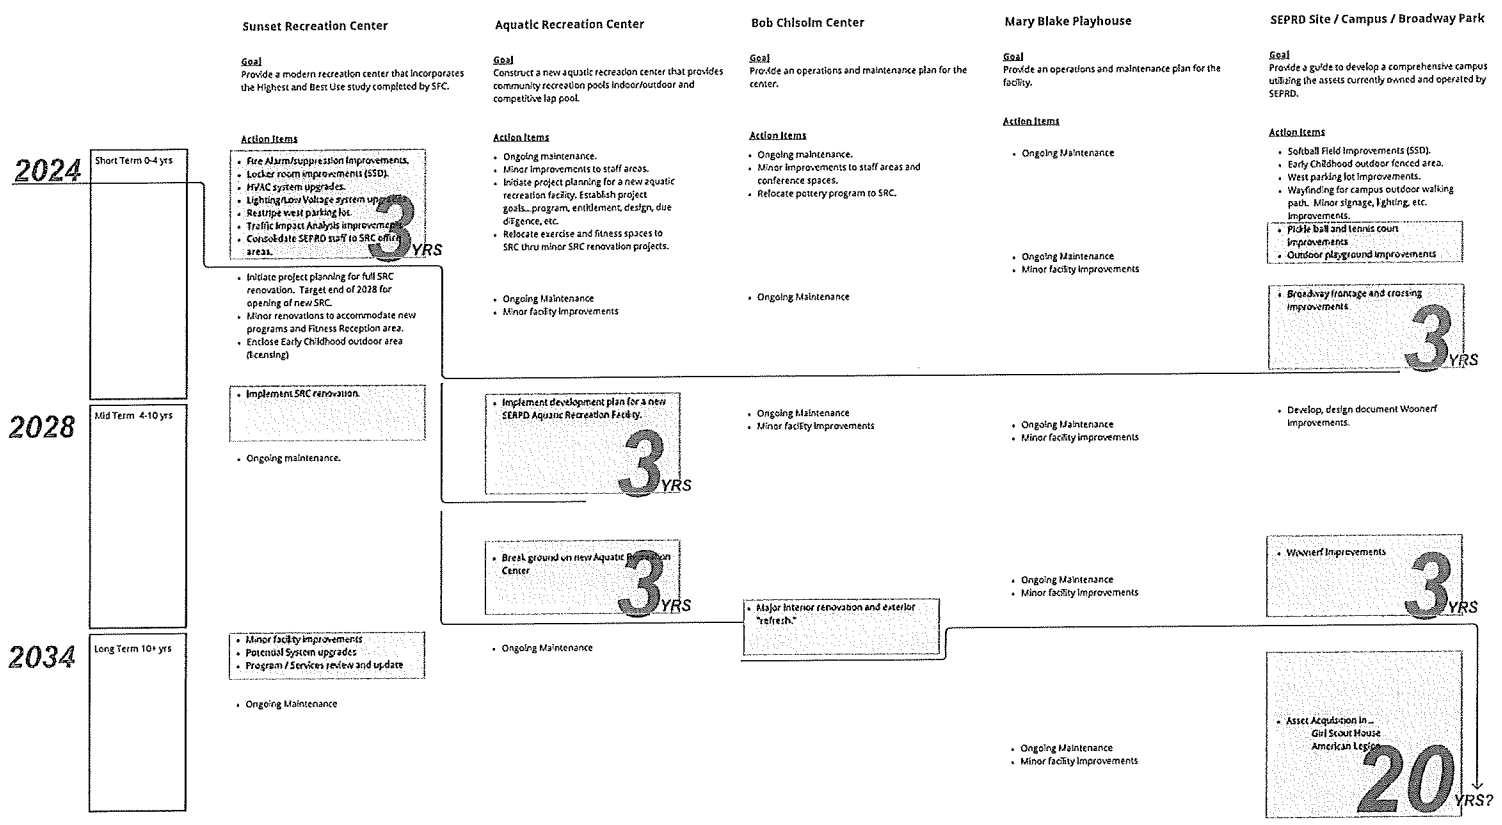 Sunset Recreation Center
Goal
Provide a modern recreation center that incorporates
the Highest and Best Use study completed by SFC.
Action Items
• Fire Alarm/suppression improvements.
• Locker room improvements (SSD).
• HVAC system upgrades.
• Lighting/Low Voltage system upgrades
• Restripe west parking lot.
• Traffic Impact Analysis improvements
• Consolidate SEPRD staff to SRC office
areas.
3 YRS
• Initiate project planning for full SRC
renovation. Target end of 2028 for
opening of new SRC.
• Minor renovations to accommodate new
programs and Fitness Reception area.
• Enclose Early Childhood outdoor area
(licensing)
• Implement SRC renovation.
• Ongoing maintenance.
• Minor facility improvements
• Potential System upgrades
• Program / Services review and update
• Ongoing Maintenance
Aquatic Recreation Center
Goal
Construct a new aquatic recreation center that provides
community recreation pools indoor/outdoor and
competitive lap pool.
Action Items
• Ongoing maintenance.
• Minor improvements to staff areas.
• Initiate project planning for a new aquatic
recreation facility. Establish project
goals...program, entitlement, design, due
diligence, etc.
• Relocate exercise and fitness spaces to
SRC thru minor SRC renovation projects.
• Ongoing Maintenance
• Minor facility improvements
• Implement development plan for a new
SERPD Aquatic Recreation Facility.
3 YRS
• Break ground on new Aquatic Recreation
Center
3 YRS
• Ongoing Maintenance
Bob Chisolm Center
Goal
Provide an operations and maintenance plan for the
center.
Action Items
• Ongoing maintenance.
• Minor improvements to staff areas and
conference spaces.
• Relocate pottery program to SRC.
• Ongoing Maintenance
• Ongoing Maintenance
• Minor facility improvements
• Major interior renovation and exterior
"refresh."
Mary Blake Playhouse
Goal
Provide an operations and maintenance plan for the
facility.
Action Items
• Ongoing Maintenance
• Ongoing Maintenance
• Minor facility improvements
• Ongoing Maintenance
• Minor facility improvements
• Ongoing Maintenance
• Minor facility improvements
• Ongoing Maintenance
• Minor facility improvements
SEPRD Site / Campus / Broadway Park
Goal
Provide a guide to develop a comprehensive campus
utilizing the assets currently owned and operated by
SEPRD.
Action Items
• Softball Field improvements (SSD).
• Early Childhood outdoor fenced area.
• West parking lot improvements.
• Wayfinding for campus outdoor walking
path. Minor signage, lighting, etc.
improvements.
• Pickle ball and tennis court
improvements
• Outdoor playground improvements
• Broadway frontage and crossing
improvements.
3 YRS
• Develop, design document Woonerf
improvements.
• Woonerf improvements
3 YRS
• Asset Acquisition in ...
Girl Scout House
American Legion
20 YRS?
2024
Short Term 0-4 yrs
2028
Mid Term 4-10 yrs
2034
Long Term 10+ yrs